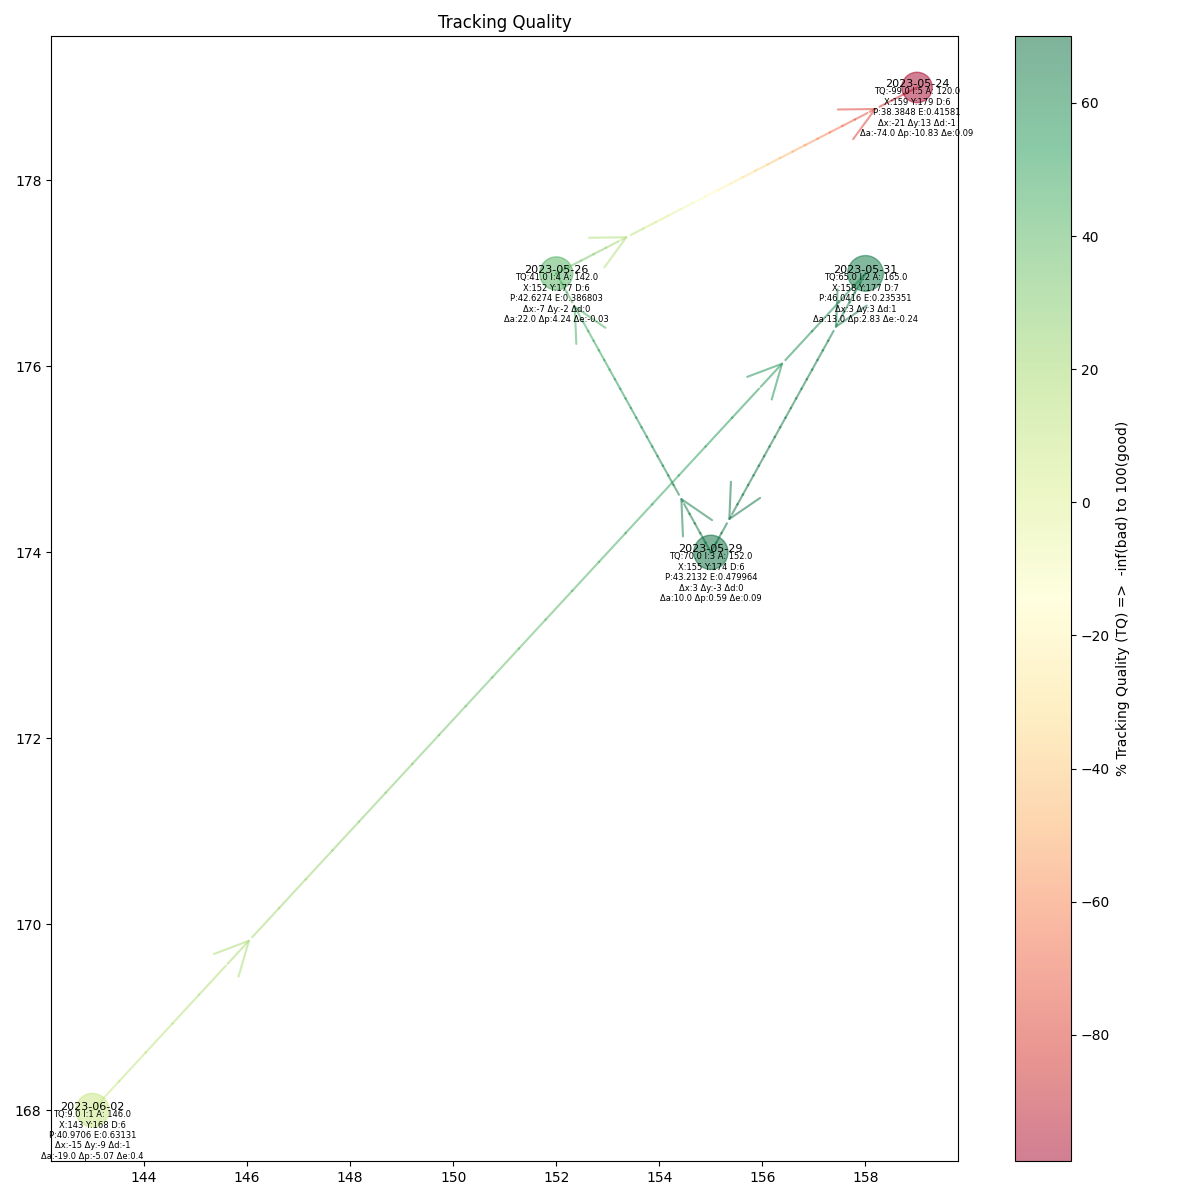 Tracking Quality
2023-05-24
TQ:-99.0 I:5 A: 120.0
X:159 Y:179 D:6
P:38.3848 E:0.41581
Δx:-21 Δy:13 Δd:-1
Δa:-74.0 Δp:-10.83 Δe:0.09
2023-05-26
TQ:41.0 I:4 A: 142.0
X:152 Y:177 D:6
P:42.6274 E:0.386803
Δx:-7 Δy:-2 Δd:0
Δa:22.0 Δp:4.24 Δe:-0.03
2023-05-31
TQ:65.0 I:2 A: 165.0
X:158 Y:177 D:7
P:46.0416 E:0.235351
Δx:3 Δy:3 Δd:1
Δa:13.0 Δp:2.83 Δe:-0.24
2023-05-29
TQ:70.0 I:3 A: 152.0
X:155 Y:174 D:6
P:43.2132 E:0.479964
Δx:3 Δy:-3 Δd:0
Δa:10.0 Δp:0.59 Δe:0.09
2023-06-02
TQ:9.0 I:1 A: 146.0
X:143 Y:168 D:6
P:40.9706 E:0.63131
Δx:-15 Δy:-9 Δd:-1
Δa:-19.0 Δp:-5.07 Δe:0.4
178
176
174
172
170
168
144
146
148
150
152
154
156
158
60
40
20
0
−20
−40
−60
−80
% Tracking Quality (TQ) => -inf(bad) to 100(good)